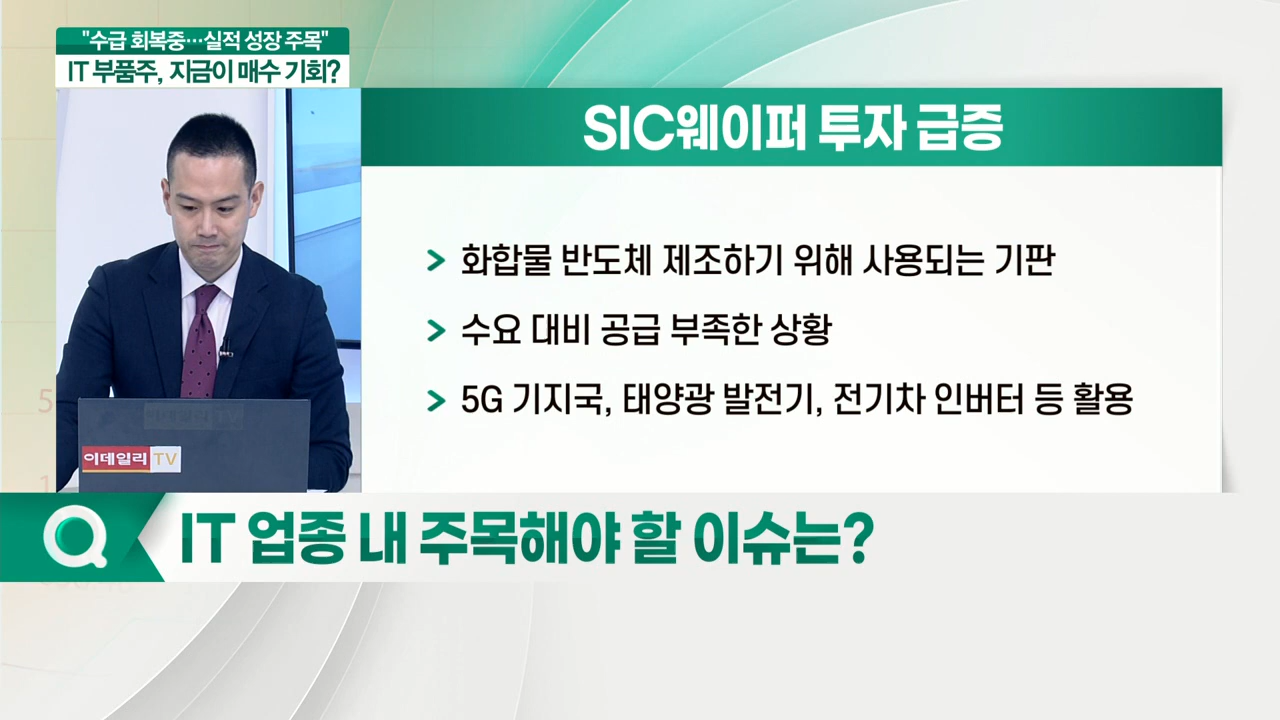 "수급 회복중…실적 성장 주목"
IT 부품주, 지금이 매수 기회?
SIC웨이퍼 투자 급증
> 화합물 반도체 제조하기 위해 사용되는 기판
> 수요 대비 공급 부족한 상황
> 5G 기지국, 태양광 발전기, 전기차 인버터 등 활용
이데일리 TV
이데일리TV
Q IT 업종 내 주목해야 할 이슈는?